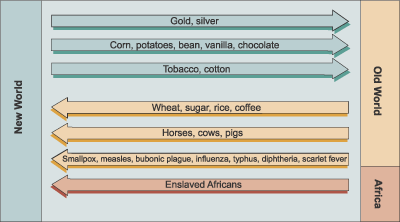 New World
Gold, silver
Corn, potatoes, bean, vanilla, chocolate
Tobacco, cotton
Wheat, sugar, rice, coffee
Horses, cows, pigs
Smallpox, measles, bubonic plague, influenza, typhus, diphtheria, scarlet fever
Enslaved Africans
Old World
Africa